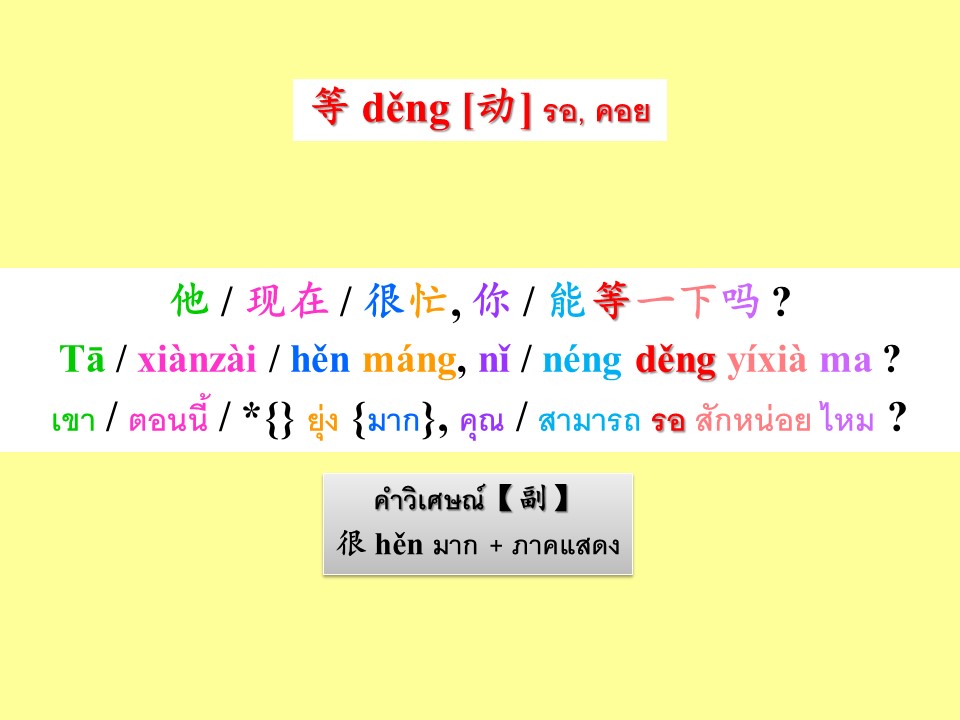 等 děng [动] รอ, คอย
他 / 现在 / 很忙, 你 / 能等一下吗 ?
Tā / xiànzài / hěn máng, nǐ / néng děng yíxià ma ?
เขา / ตอนนี้ / *{} ยุ่ง {มาก}, คุณ / สามารถ รอ สักหน่อย ไหม ?
คำวิเศษณ์【副】
很 hěn มาก + ภาคแสดง